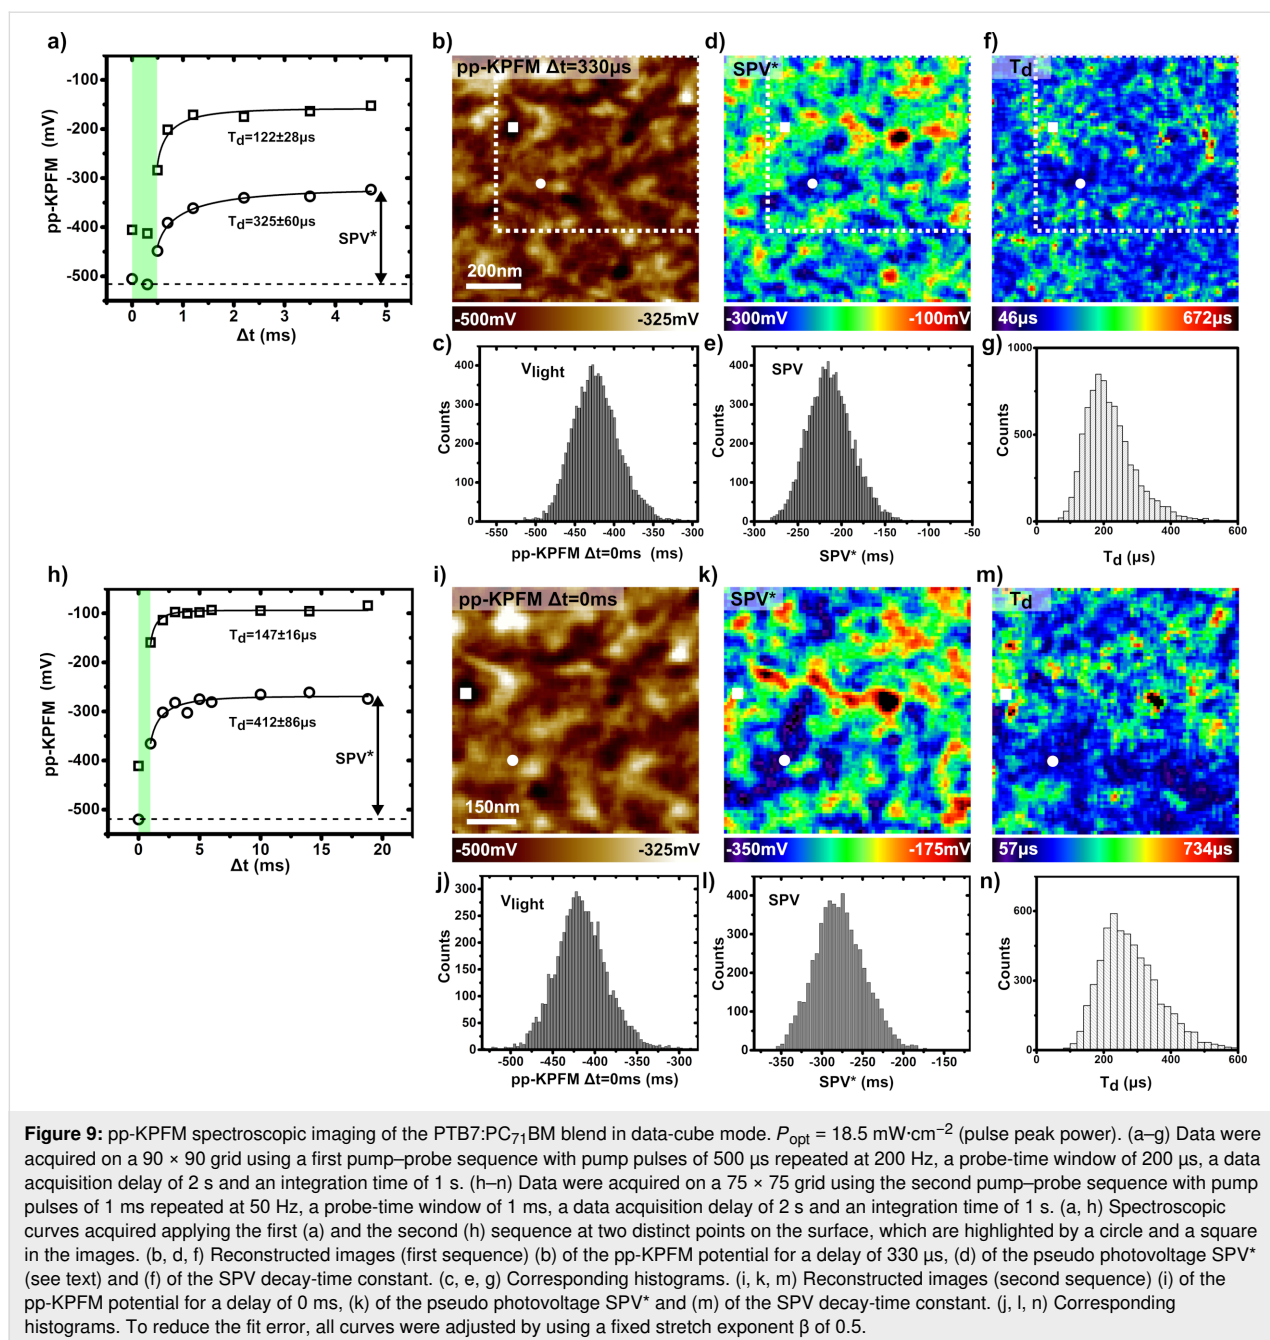 a)
pp-KPFM (mV)
-100
-200
-300
-400
-500
Td=122±28µs
Td=325±60µs
SPV*
0 1 2 3 4 5
Δt (ms)
b)
pp-KPFM Δt=330µs
200nm
-500mV -325mV
d)
SPV*
-300mV -100mV
f)
Td
46µs 672µs
c)
Vlight
Counts
400
300
200
100
0
-550 -500 -450 -400 -350 -300
pp-KPFM Δt=0ms (ms)
e)
SPV
Counts
400
300
200
100
0
-300 -250 -200 -150 -100 -50
SPV* (ms)
g)
Counts
1000
500
0
0 200 400 600
Td (µs)
h)
pp-KPFM (mV)
-100
-200
-300
-400
-500
Td=147±16µs
Td=412±86µs
SPV*
0 5 10 15 20
Δt (ms)
i)
pp-KPFM Δt=0ms
150nm
-500mV -325mV
k)
SPV*
-350mV -175mV
m)
Td
57µs 734µs
j)
Vlight
Counts
300
250
200
150
100
50
0
-500 -450 -400 -350 -300
pp-KPFM Δt=0ms (ms)
l)
SPV
Counts
400
300
200
100
0
-350 -300 -250 -200 -150
SPV* (ms)
n)
Counts
600
300
0
0 200 400 600
Td (µs)
Figure 9: pp-KPFM spectroscopic imaging of the PTB7:PC71BM blend in data-cube mode. Popt = 18.5 mW·cm−2 (pulse peak power). (a–g) Data were
acquired on a 90 × 90 grid using a first pump–probe sequence with pump pulses of 500 µs repeated at 200 Hz, a probe-time window of 200 µs, a data
acquisition delay of 2 s and an integration time of 1 s. (h–n) Data were acquired on a 75 × 75 grid using the second pump–probe sequence with pump
pulses of 1 ms repeated at 50 Hz, a probe-time window of 1 ms, a data acquisition delay of 2 s and an integration time of 1 s. (a, h) Spectroscopic
curves acquired applying the first (a) and the second (h) sequence at two distinct points on the surface, which are highlighted by a circle and a square
in the images. (b, d, f) Reconstructed images (first sequence) (b) of the pp-KPFM potential for a delay of 330 µs, (d) of the pseudo photovoltage SPV*
(see text) and (f) of the SPV decay-time constant. (c, e, g) Corresponding histograms. (i, k, m) Reconstructed images (second sequence) (i) of the
pp-KPFM potential for a delay of 0 ms, (k) of the pseudo photovoltage SPV* and (m) of the SPV decay-time constant. (j, l, n) Corresponding
histograms. To reduce the fit error, all curves were adjusted by using a fixed stretch exponent β of 0.5.